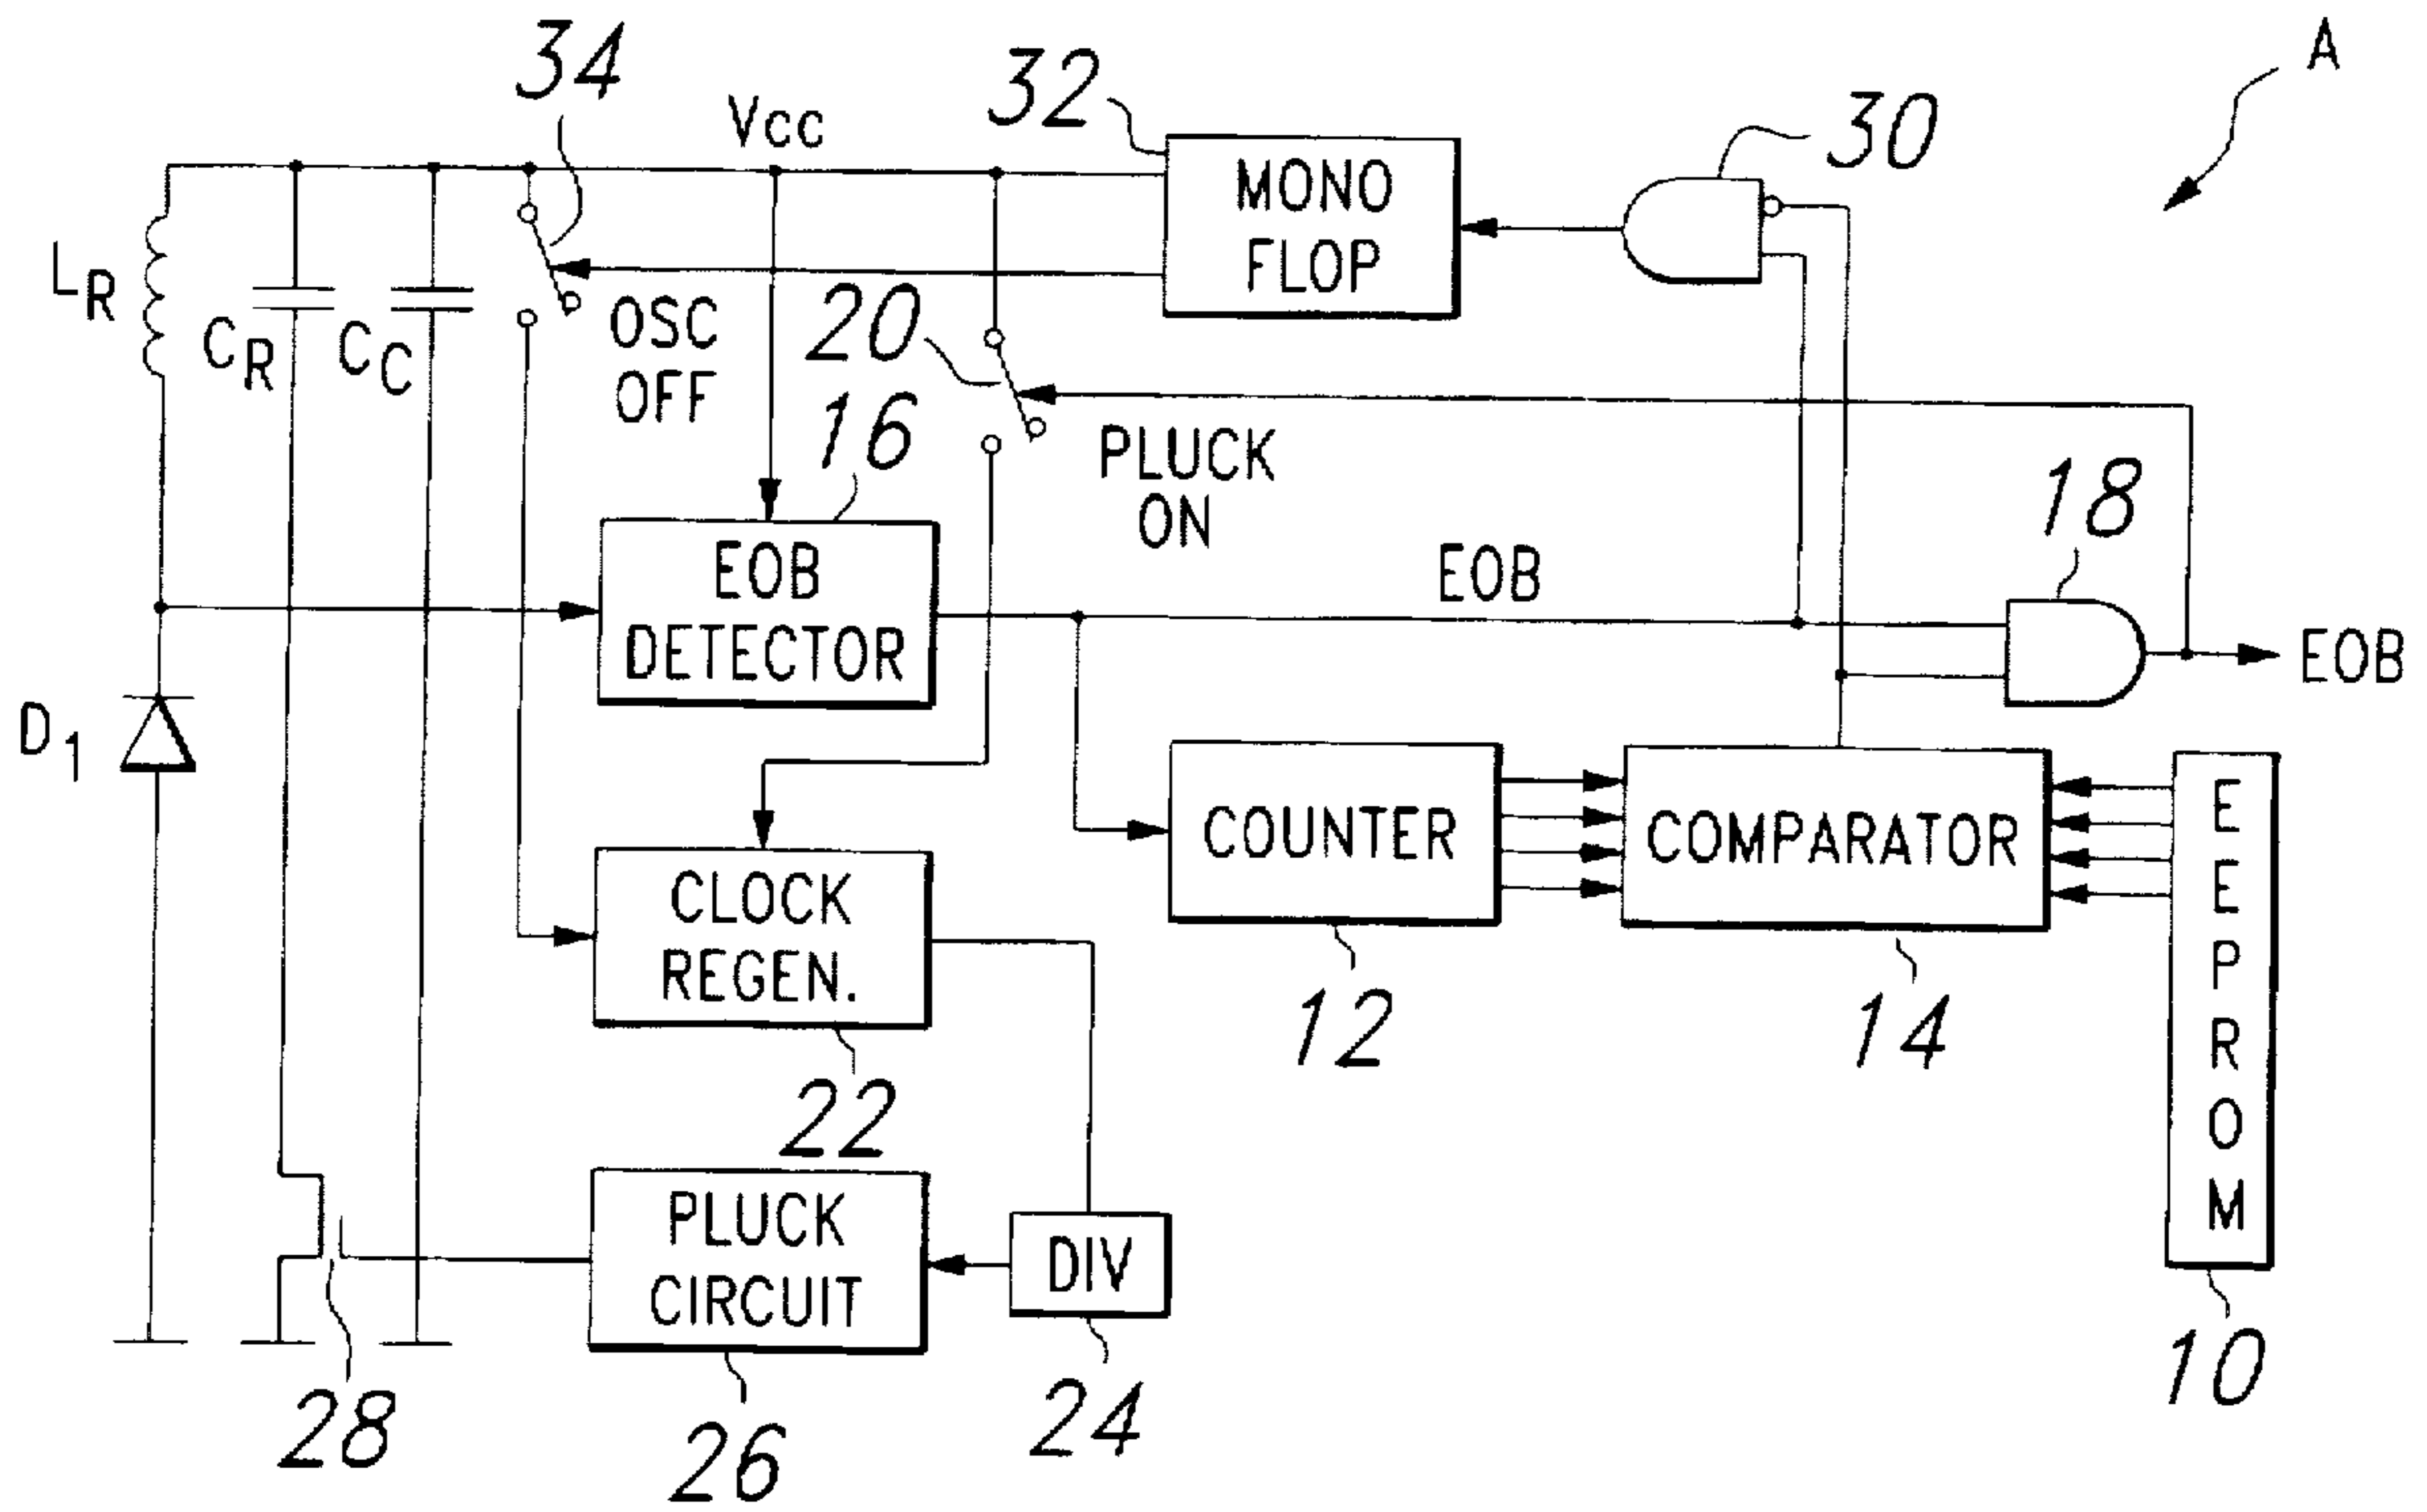 A
34
VCC
32
30
MONO
FLOP
LR
CR
CC
OSC
OFF
20
16
PLUCK
ON
18
EOB
DETECTOR
EOB
EOB
D1
COUNTER
COMPARATOR
EEPROM
CLOCK
REGEN.
12
14
22
PLUCK
CIRCUIT
DIV
10
28
26
24